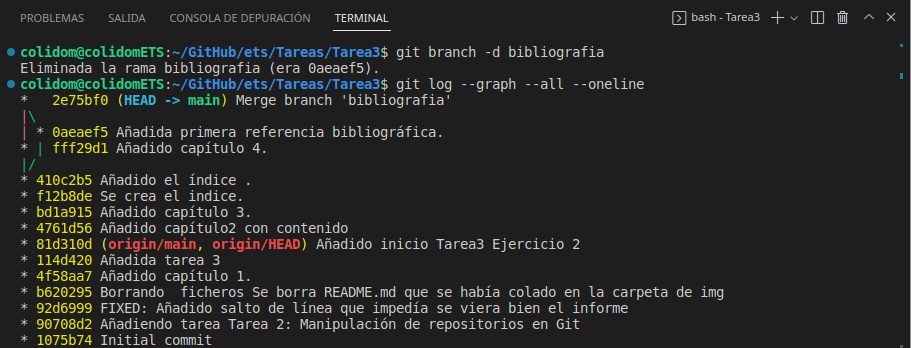 PROBLEMAS SALIDA CONSOLA DE DEPURACIÓN TERMINAL bash - Tarea3
colidom@colidomETS:~/GitHub/ets/Tareas/Tarea3$ git branch -d bibliografia
Eliminada la rama bibliografia (era 0aeaef5).
colidom@colidomETS:~/GitHub/ets/Tareas/Tarea3$ git log --graph --all --oneline
*   2e75bf0 (HEAD -> main) Merge branch 'bibliografia'
|\
| * 0aeaef5 Añadida primera referencia bibliográfica.
* | fff29d1 Añadido capítulo 4.
|/
* 410c2b5 Añadido el índice .
* f12b8de Se crea el indice.
* bd1a915 Añadido capítulo 3.
* 4761d56 Añadido capítulo2 con contenido
* 81d310d (origin/main, origin/HEAD) Añadido inicio Tarea3 Ejercicio 2
* 114d420 Añadida tarea 3
* 4f58aa7 Añadido capítulo 1.
* b620295 Borrando  ficheros Se borra README.md que se había colado en la carpeta de img
* 92d6999 FIXED: Añadido salto de línea que impedía se viera bien el informe
* 90708d2 Añadiendo tarea Tarea 2: Manipulación de repositorios en Git
* 1075b74 Initial commit